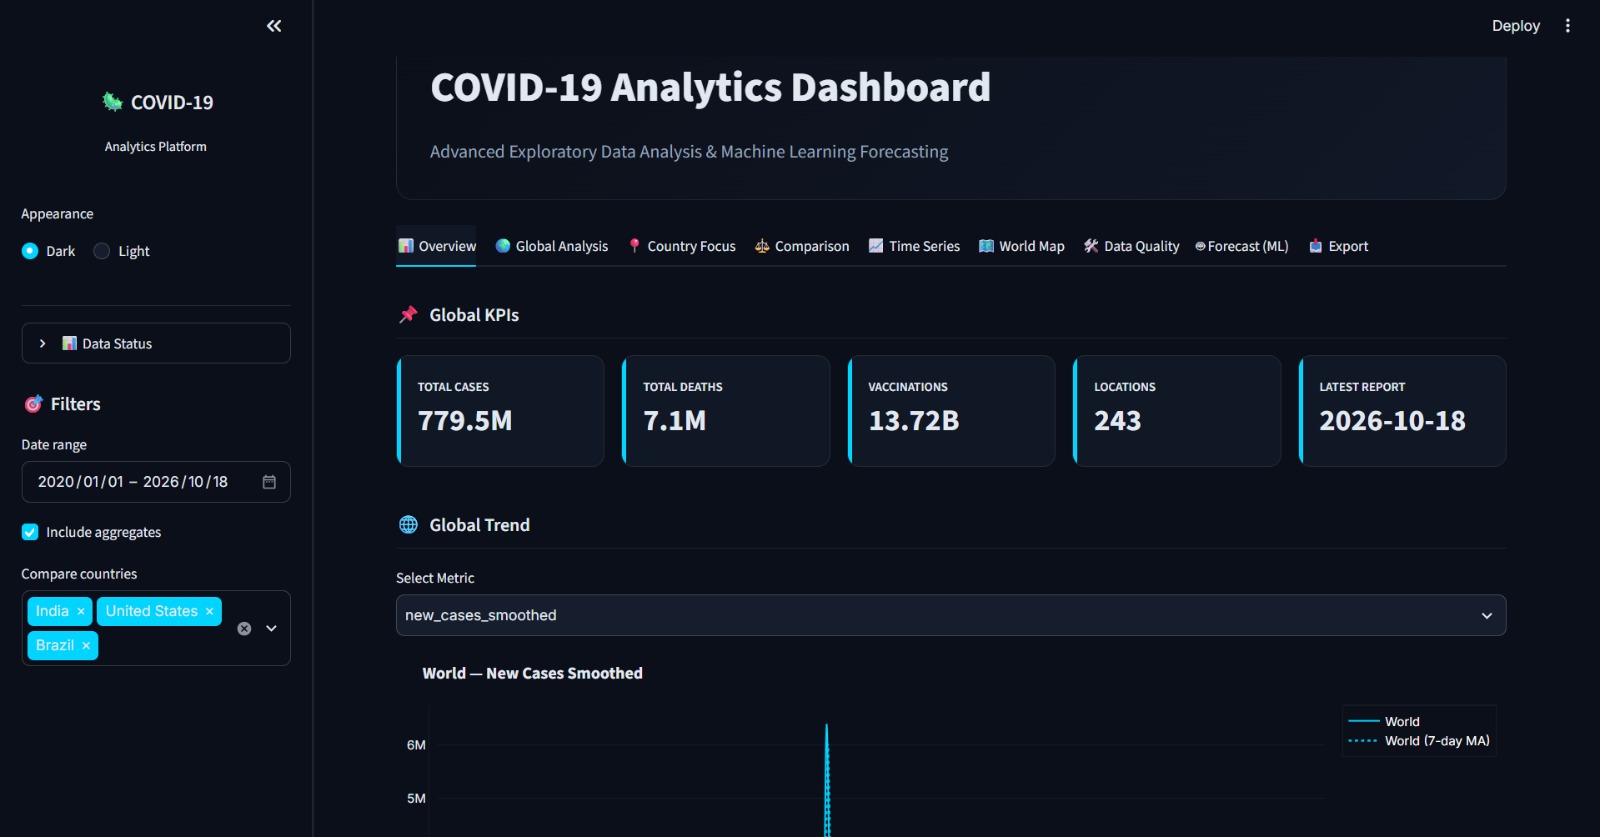 Deploy
COVID-19
Analytics Platform
Appearance
Dark
Light
Data Status
Filters
Date range
2020/01/01 – 2026/10/18
Include aggregates
Compare countries
India ×
United States ×
Brazil ×
COVID-19 Analytics Dashboard
Advanced Exploratory Data Analysis & Machine Learning Forecasting
Overview
Global Analysis
Country Focus
Comparison
Time Series
World Map
Data Quality
Forecast (ML)
Export
Global KPIs
TOTAL CASES
779.5M
TOTAL DEATHS
7.1M
VACCINATIONS
13.72B
LOCATIONS
243
LATEST REPORT
2026-10-18
Global Trend
Select Metric
new_cases_smoothed
World — New Cases Smoothed
World
World (7-day MA)
6M
5M